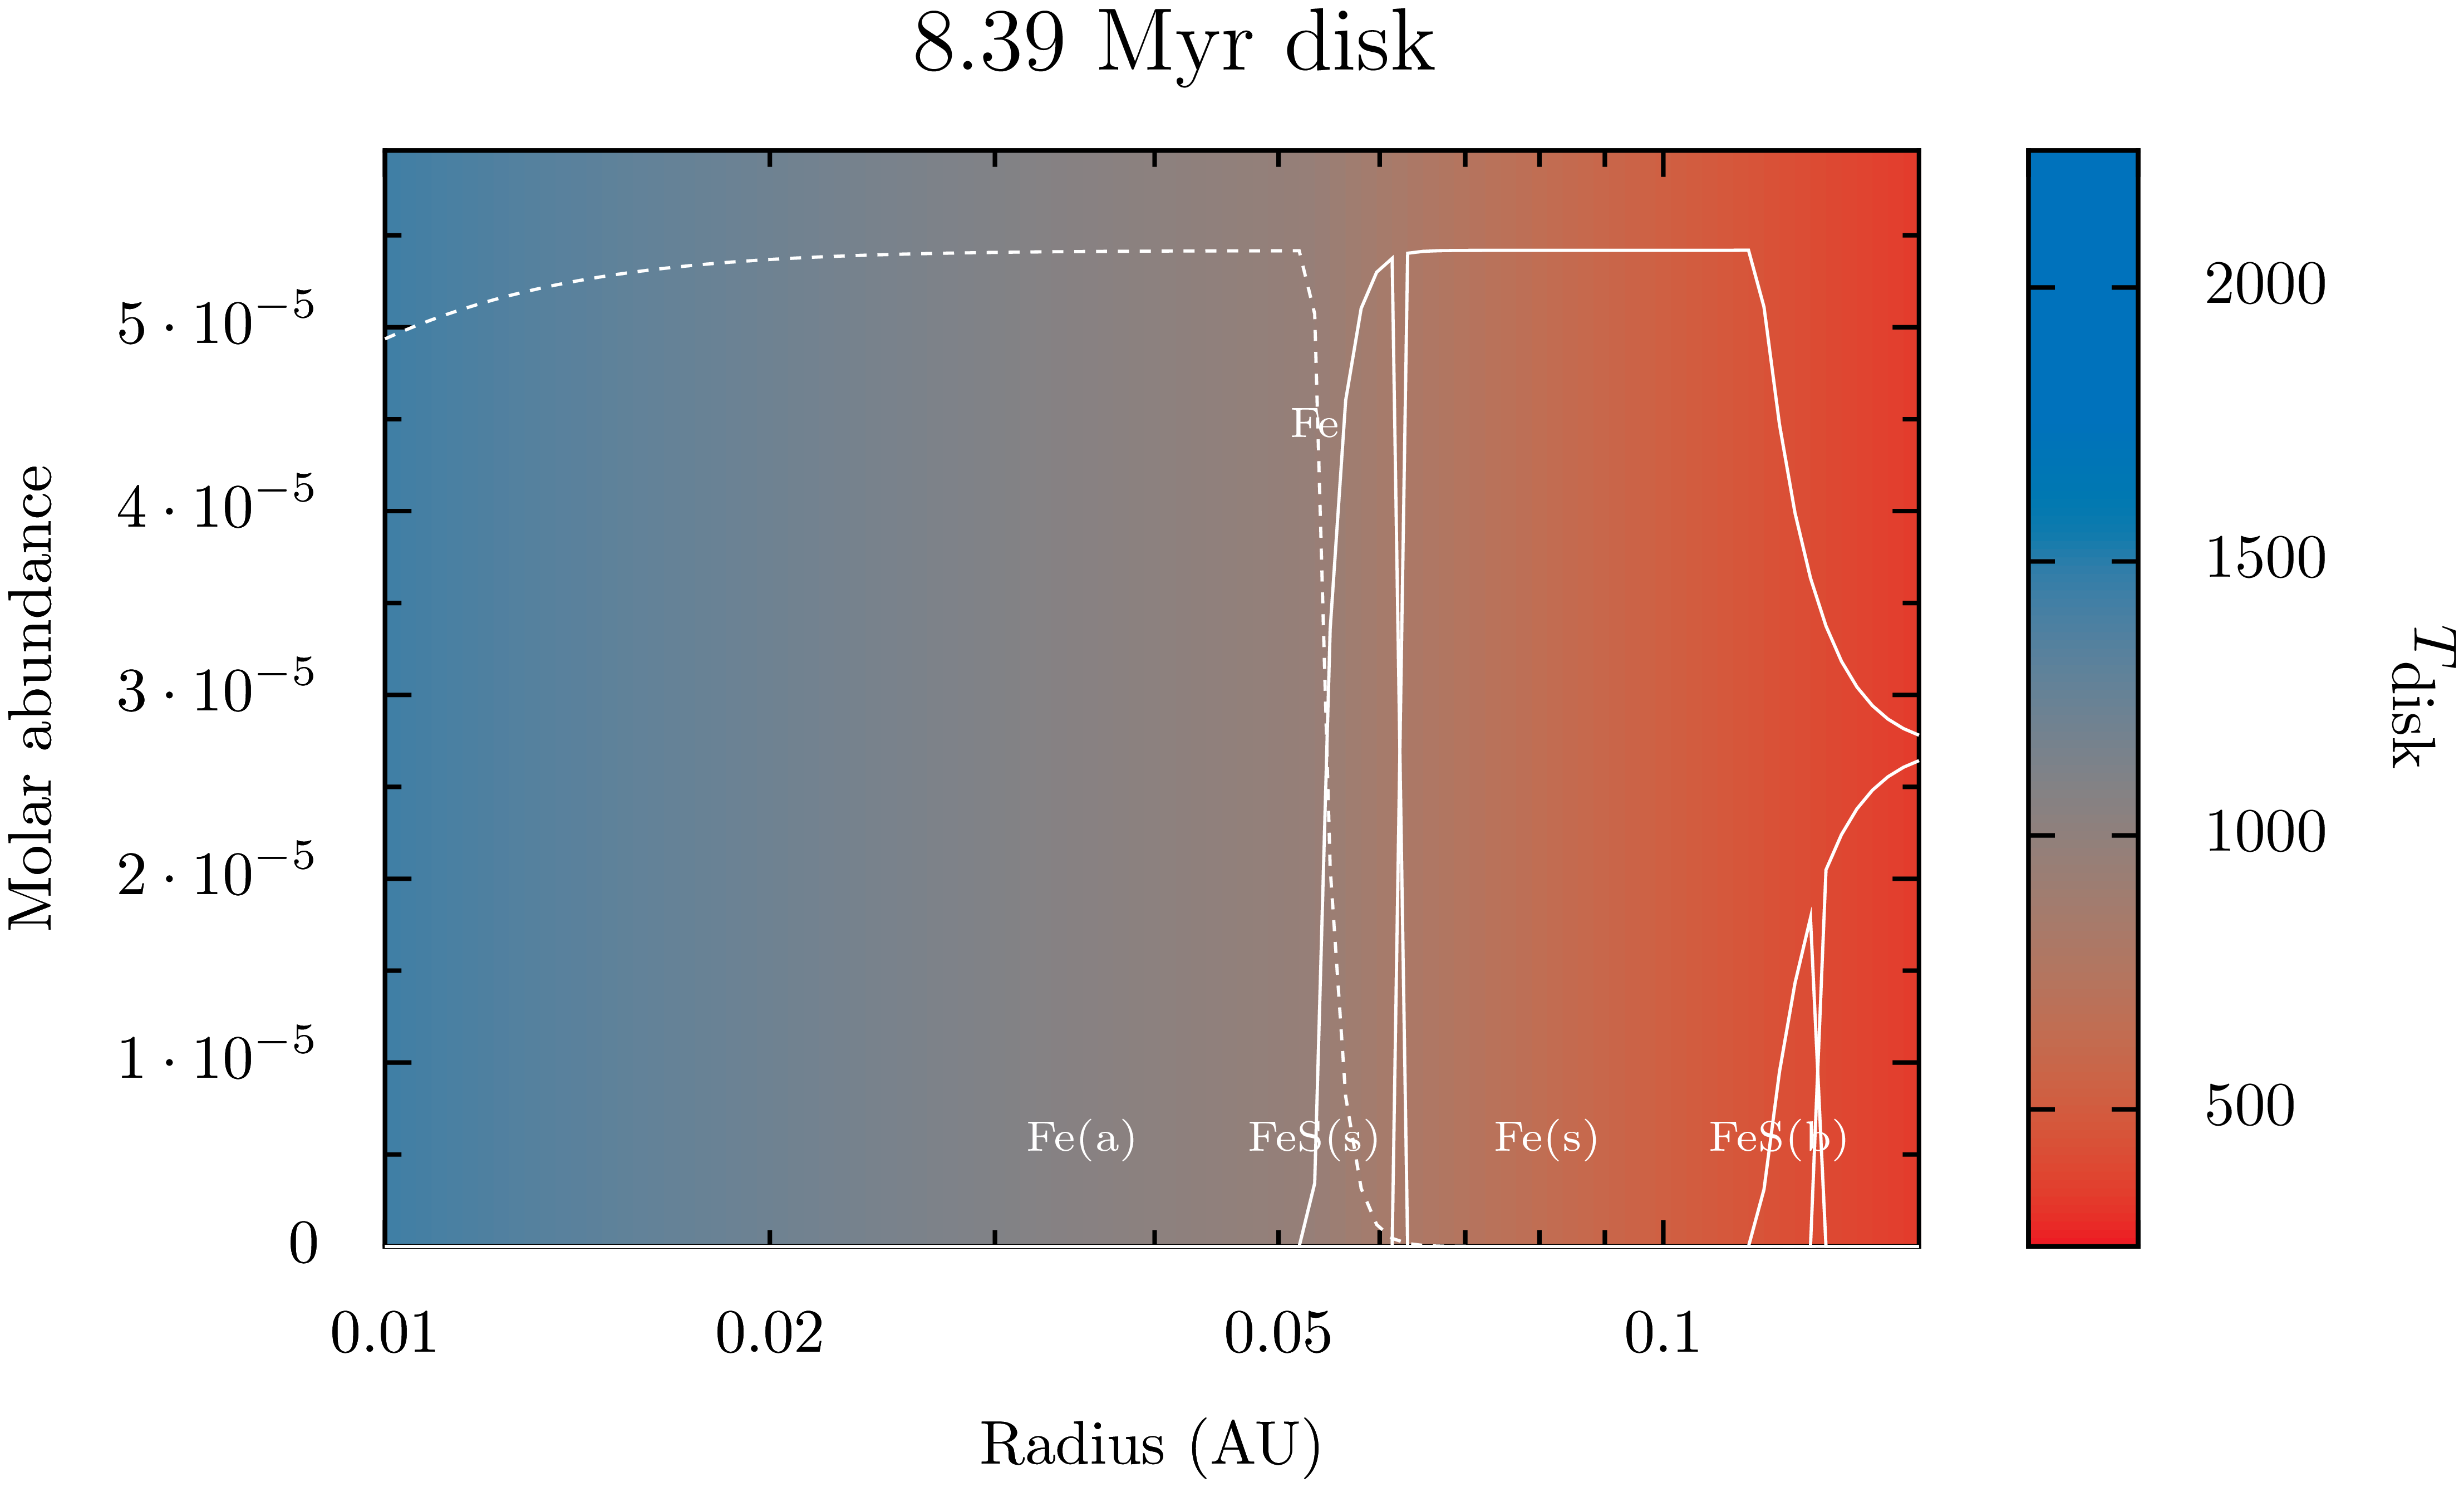 8.39 Myr disk
Molar abundance
5 · 10⁻⁵
4 · 10⁻⁵
3 · 10⁻⁵
2 · 10⁻⁵
1 · 10⁻⁵
0
Fe
Fe(a) FeS(s) Fe(s) FeS(b)
0.01 0.02 0.05 0.1
Radius (AU)
2000
1500
1000
500
T_disk